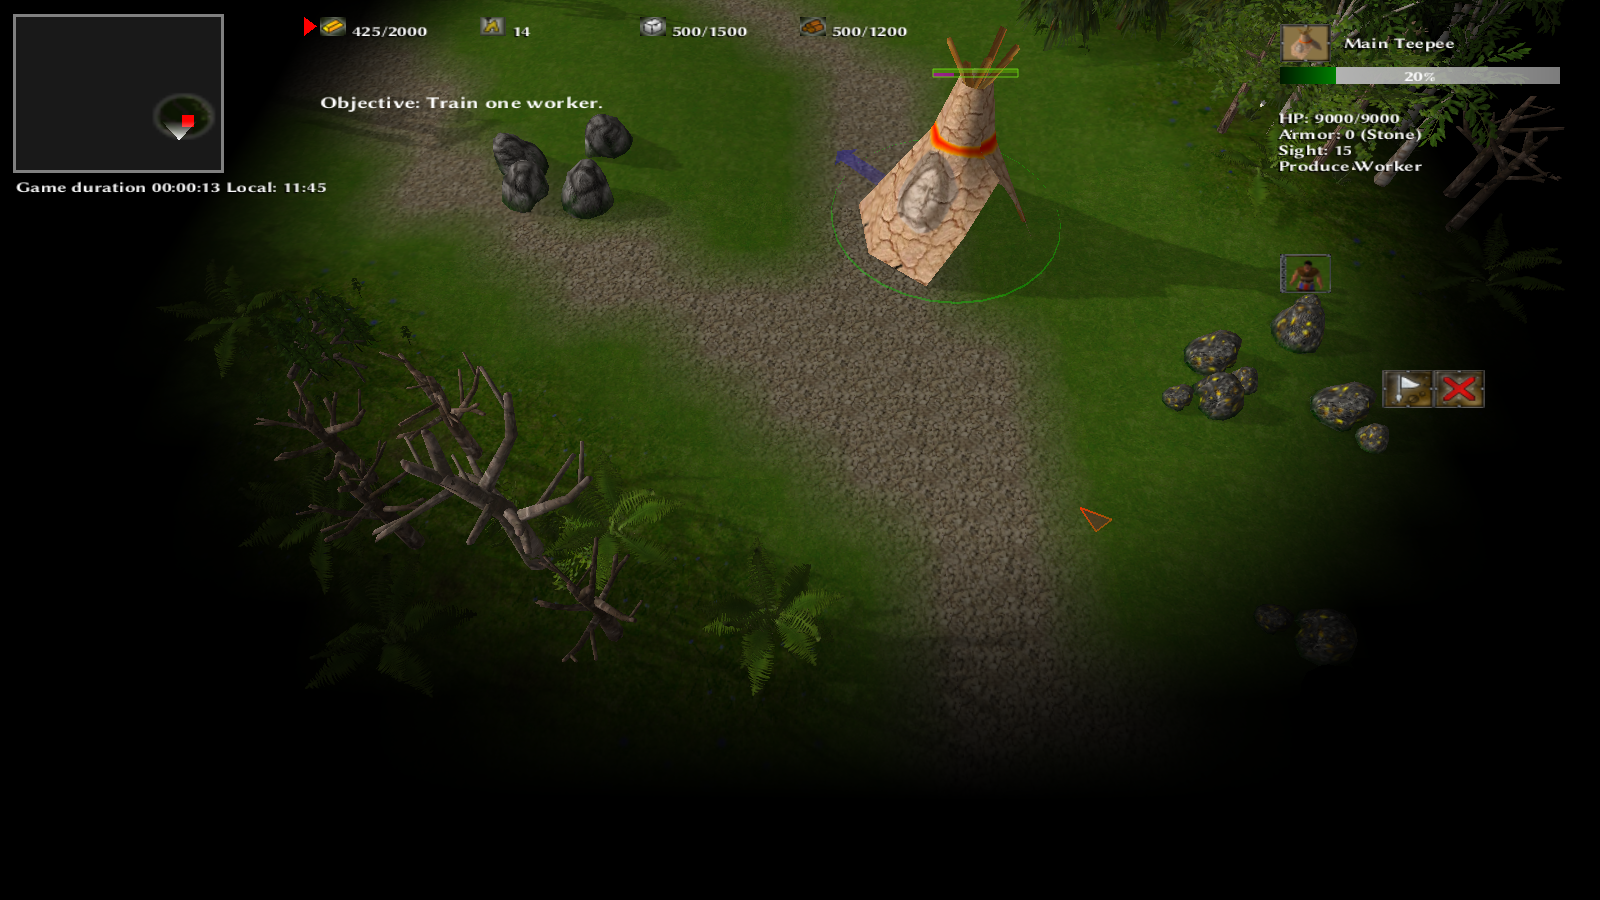 425/2000 14 500/1500 500/1200
Main Teepee
20%
Objective: Train one worker.
HP: 9000/9000
Armor: 0 (Stone)
Sight: 15
Produce Worker
Game duration 00:00:13 Local: 11:45